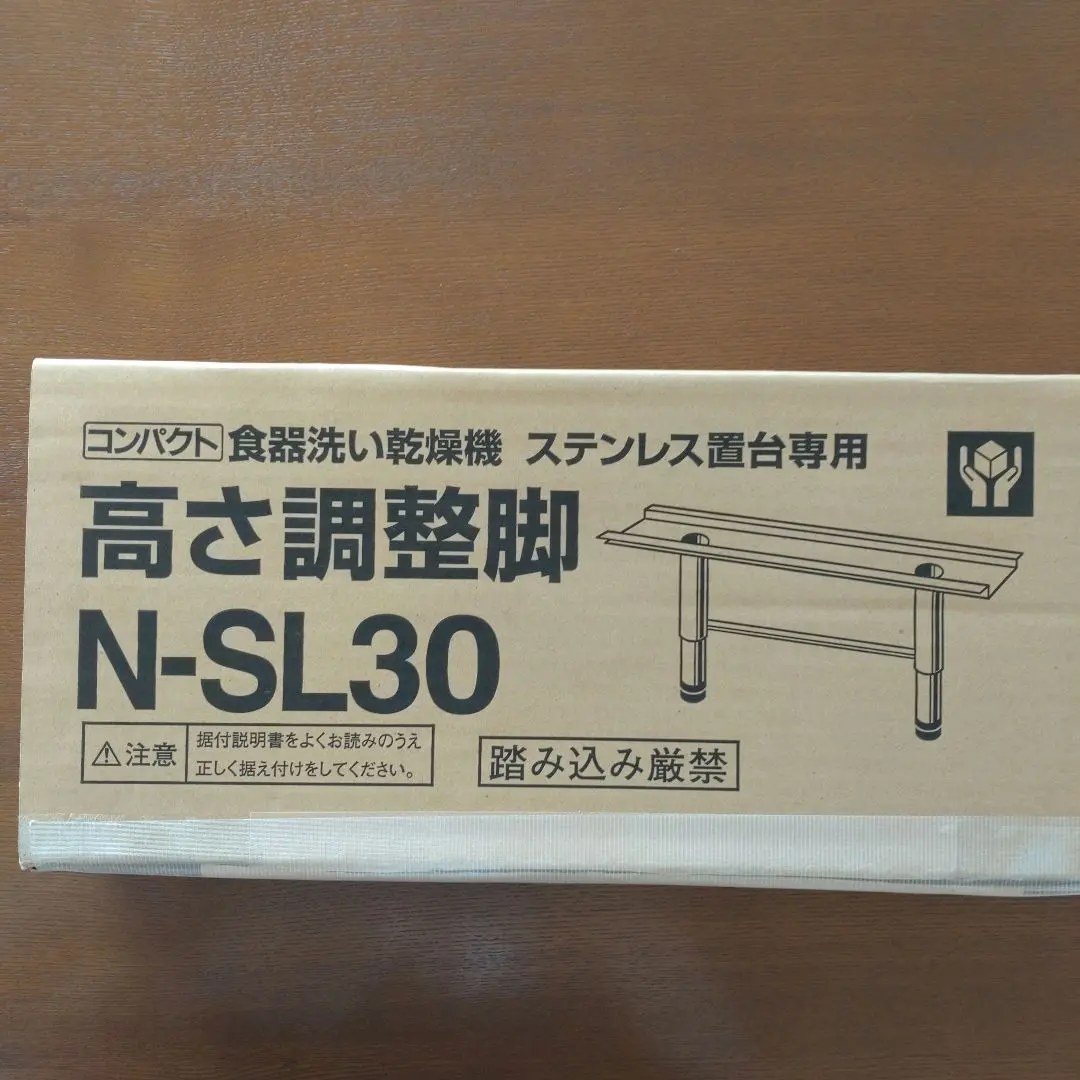 コンパクト 食器洗い乾燥機 ステンレス置台専用
高さ調整脚
N-SL30
⚠注意 据付説明書をよくお読みのうえ
正しく据え付けをしてください。
踏み込み厳禁